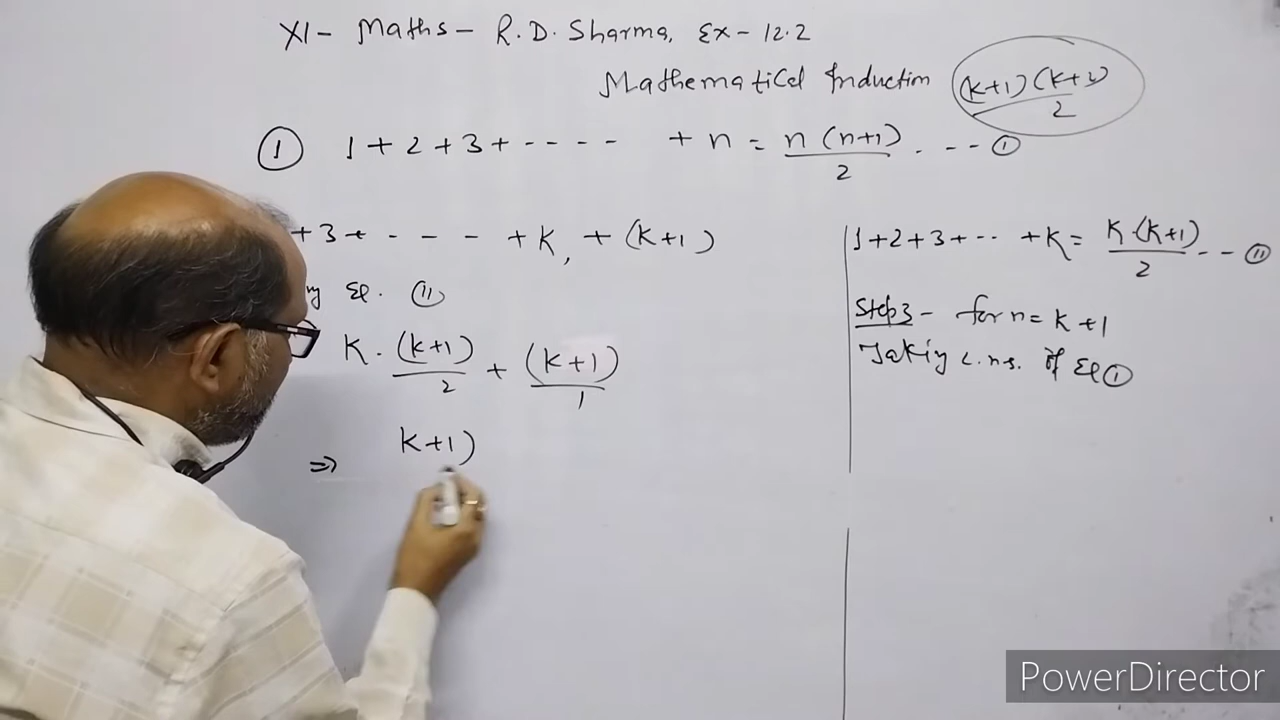 XI - Maths - R.D. Sharma, Ex - 12.2
Mathematical Induction
(k+1)(k+2)/2
① 1 + 2 + 3 + - - - - + n = n(n+1)/2 . - - ①
+ 3 + - - - - + K, + (k+1)
Eq. ⑪
K · (k+1)/2 + (k+1)/1
⇒ k+1)
1+2+3+ - - + K = K·(k+1)/2 - - ⑪
Step 3 - for n = k+1
Taking L.H.S. of Eq ①
PowerDirector